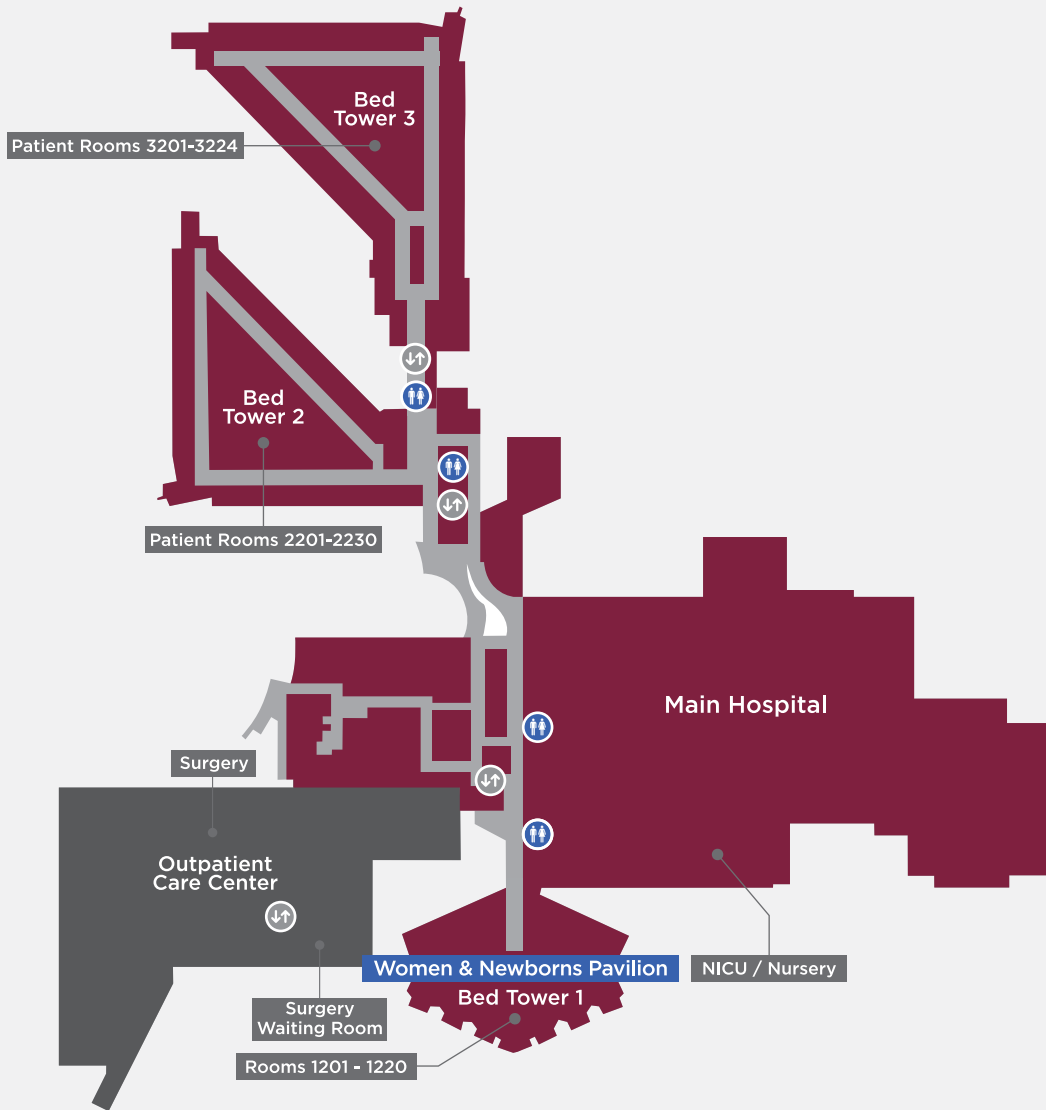 Bed
Tower 3
Patient Rooms 3201-3224
Bed
Tower 2
Patient Rooms 2201-2230
Main Hospital
Surgery
Outpatient
Care Center
Women & Newborns Pavilion
NICU / Nursery
Bed Tower 1
Surgery
Waiting Room
Rooms 1201 - 1220